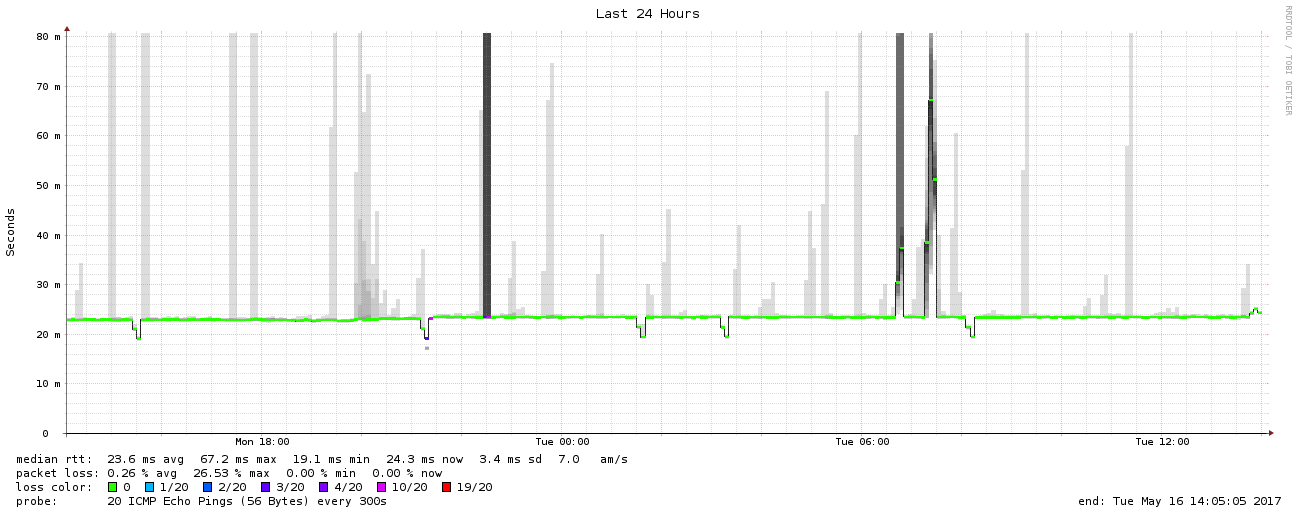 Last 24 Hours
RRDTOOL / TOBI OETIKER
Seconds
80 m
70 m
60 m
50 m
40 m
30 m
20 m
10 m
0
Mon 18:00 Tue 00:00 Tue 06:00 Tue 12:00
median rtt: 23.6 ms avg 67.2 ms max 19.1 ms min 24.3 ms now 3.4 ms sd 7.0 am/s
packet loss: 0.26 % avg 26.53 % max 0.00 % min 0.00 % now
loss color: 0 1/20 2/20 3/20 4/20 10/20 19/20
probe: 20 ICMP Echo Pings (56 Bytes) every 300s end: Tue May 16 14:05:05 2017